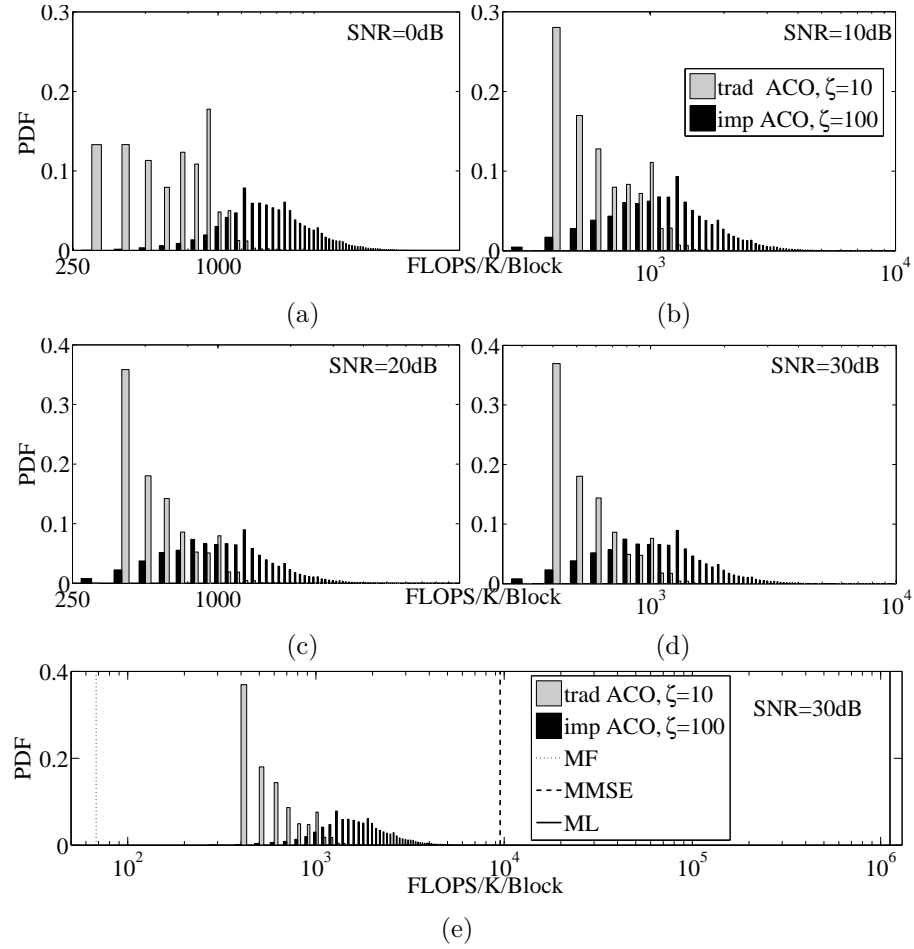 0.3
0.2
0.1
0
PDF
SNR=0dB
250
1000
FLOPS/K/Block
(a)
0.3
0.2
0.1
0
SNR=10dB
trad ACO, ζ=10
imp ACO, ζ=100
10^3
10^4
(b)
0.4
0.3
0.2
0.1
0
PDF
SNR=20dB
250
1000
FLOPS/K/Block
(c)
0.4
0.3
0.2
0.1
0
SNR=30dB
10^3
10^4
(d)
0.4
0.2
0
PDF
trad ACO, ζ=10
imp ACO, ζ=100
MF
MMSE
ML
SNR=30dB
10^2
10^3
10^4
10^5
10^6
FLOPS/K/Block
(e)